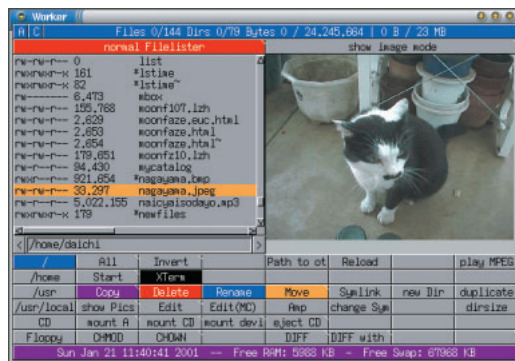 Worker
A C Files 0/144 Dirs 0/79 Bytes 0 / 24.245.664 | 0 B / 23 MB
normal Filelister
show image mode
rw-rw-r-- 0 list
rwxrwxr-x 161 *lstime
rwxrwxr-x 82 *lstime~
rw------- 6.473 mbox
rw-rw-r-- 155.768 moonf107.lzh
rw-rw-r-- 2.629 moonfaze.euc.html
rw-rw-r-- 2.653 moonfaze.html
rw-rw-r-- 2.654 moonfaze.html~
rw-rw-r-- 179.651 moonfz10.lzh
rw-rw-r-- 94.430 mycatalog
rwxrw-r-- 921.654 *nagayama.bmp
rw-rw-r-- 33.297 nagayama.jpeg
rw-rw-r-- 5.022.155 naicyaisodayo.mp3
rwxrwxr-x 179 *newfiles
< /home/daichi >
/ All Invert Path to ot Reload play MPEG
/home Start XTerm
/usr Copy Delete Rename Move Symlink new Dir duplicate
/usr/local show Pics Edit Edit(MC) Amp change Sym dirsize
CD mount A mount CD mount devi eject CD
Floppy CHMOD CHOWN DIFF DIFF with
Sun Jan 21 11:40:41 2001 -- Free RAM: 5988 KB - Free Swap: 67968 KB